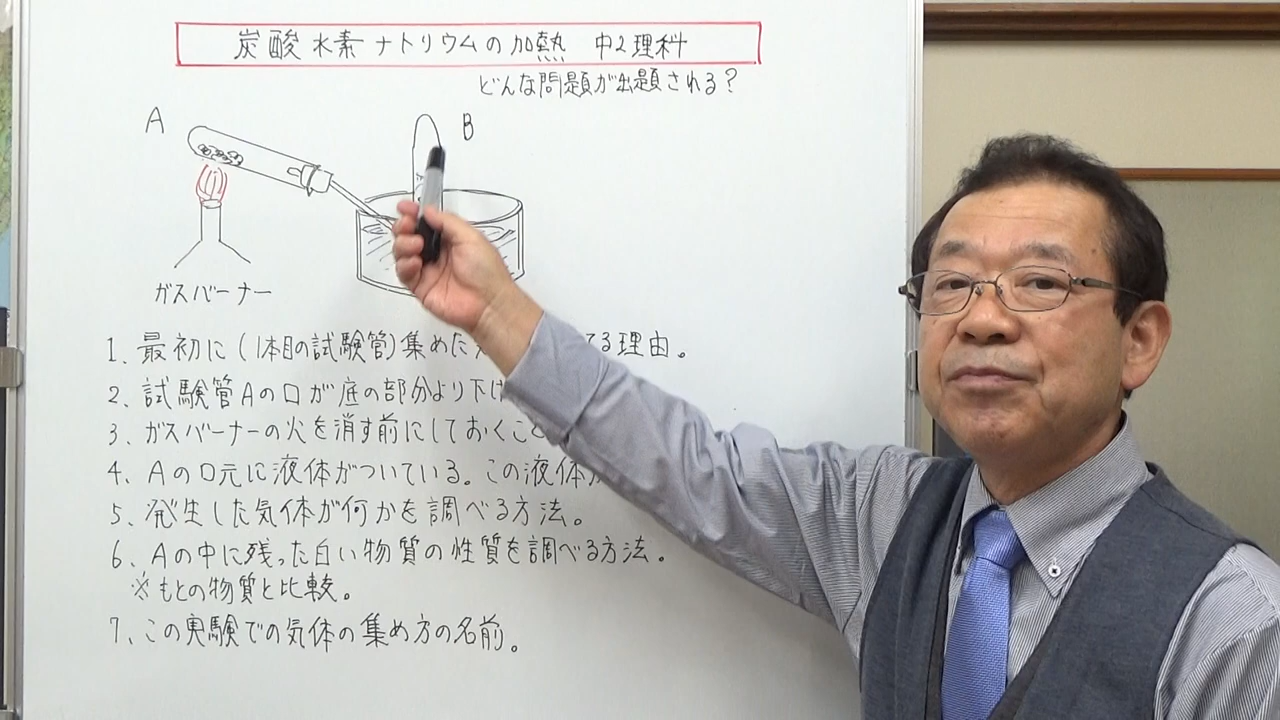 炭酸水素ナトリウムの加熱 中2理科
どんな問題が出題される?
A
B
ガスバーナー
1、最初に(1本目の試験管)集めた てる理由。
2、試験管Aの口が底の部分より下げ
3、ガスバーナーの火を消す前にしておくこと
4、Aの口元に液体がついている。この液体が
5、発生した気体が何かを調べる方法。
6、Aの中に残った白い物質の性質を調べる方法。
※もとの物質と比較。
7、この実験での気体の集め方の名前。